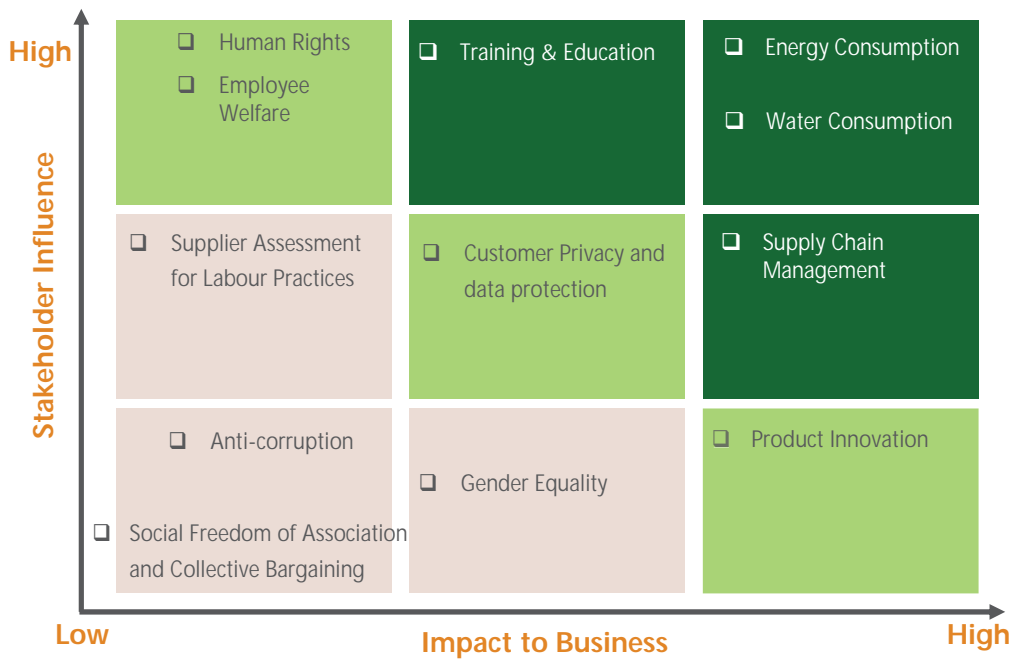 High
Human Rights
Employee
Welfare
Training & Education
Energy Consumption
Water Consumption
Stakeholder Influence
Supplier Assessment
for Labour Practices
Customer Privacy and
data protection
Supply Chain
Management
Anti-corruption
Social Freedom of Association
and Collective Bargaining
Gender Equality
Product Innovation
Low
Impact to Business
High